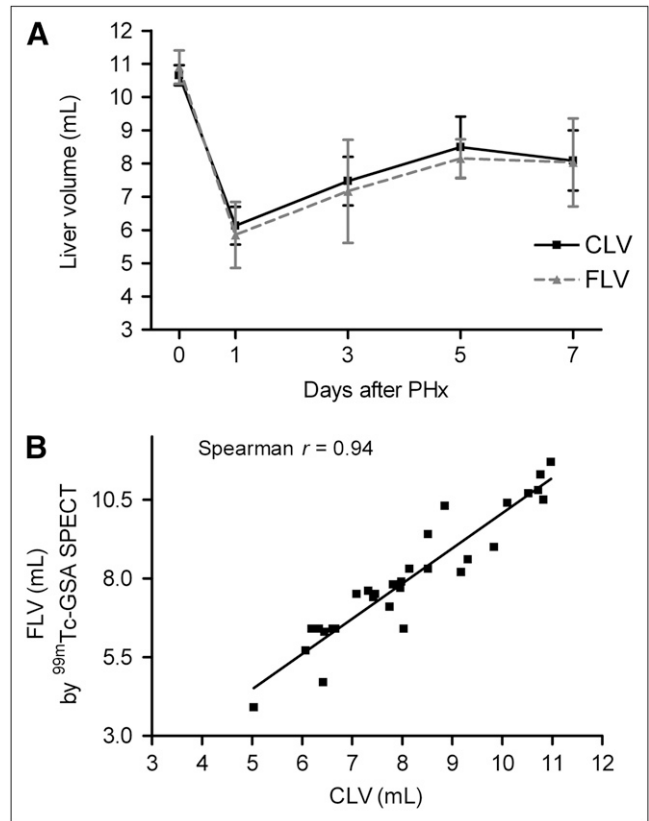 A
12
11
10
9
8
7
6
5
4
3
Liver volume (mL)
CLV
FLV
0 1 3 5 7
Days after PHx
B
Spearman r = 0.94
10.5
8.0
5.5
3.0
FLV (mL)
by 99mTc-GSA SPECT
3 4 5 6 7 8 9 10 11 12
CLV (mL)